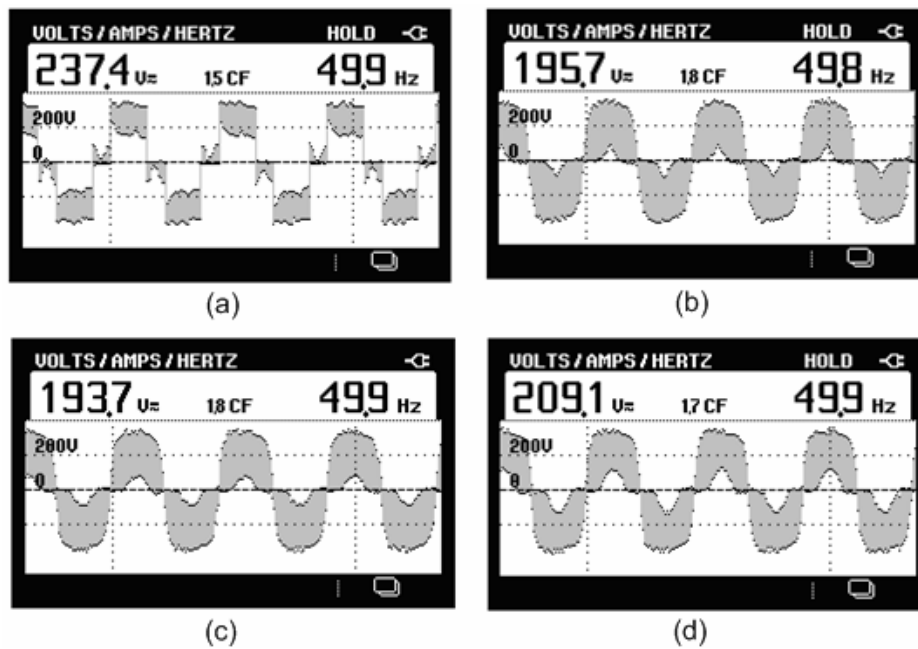 VOLTS/AMPS/HERTZ HOLD
237.4 V≂ 1,5 CF 49.9 Hz
200V
0
(a)
VOLTS/AMPS/HERTZ HOLD
195.7 V≂ 1,8 CF 49.8 Hz
200V
0
(b)
VOLTS/AMPS/HERTZ
193.7 V≂ 1,8 CF 49.9 Hz
200V
0
(c)
VOLTS/AMPS/HERTZ HOLD
209.1 V≂ 1,7 CF 49.9 Hz
200V
0
(d)